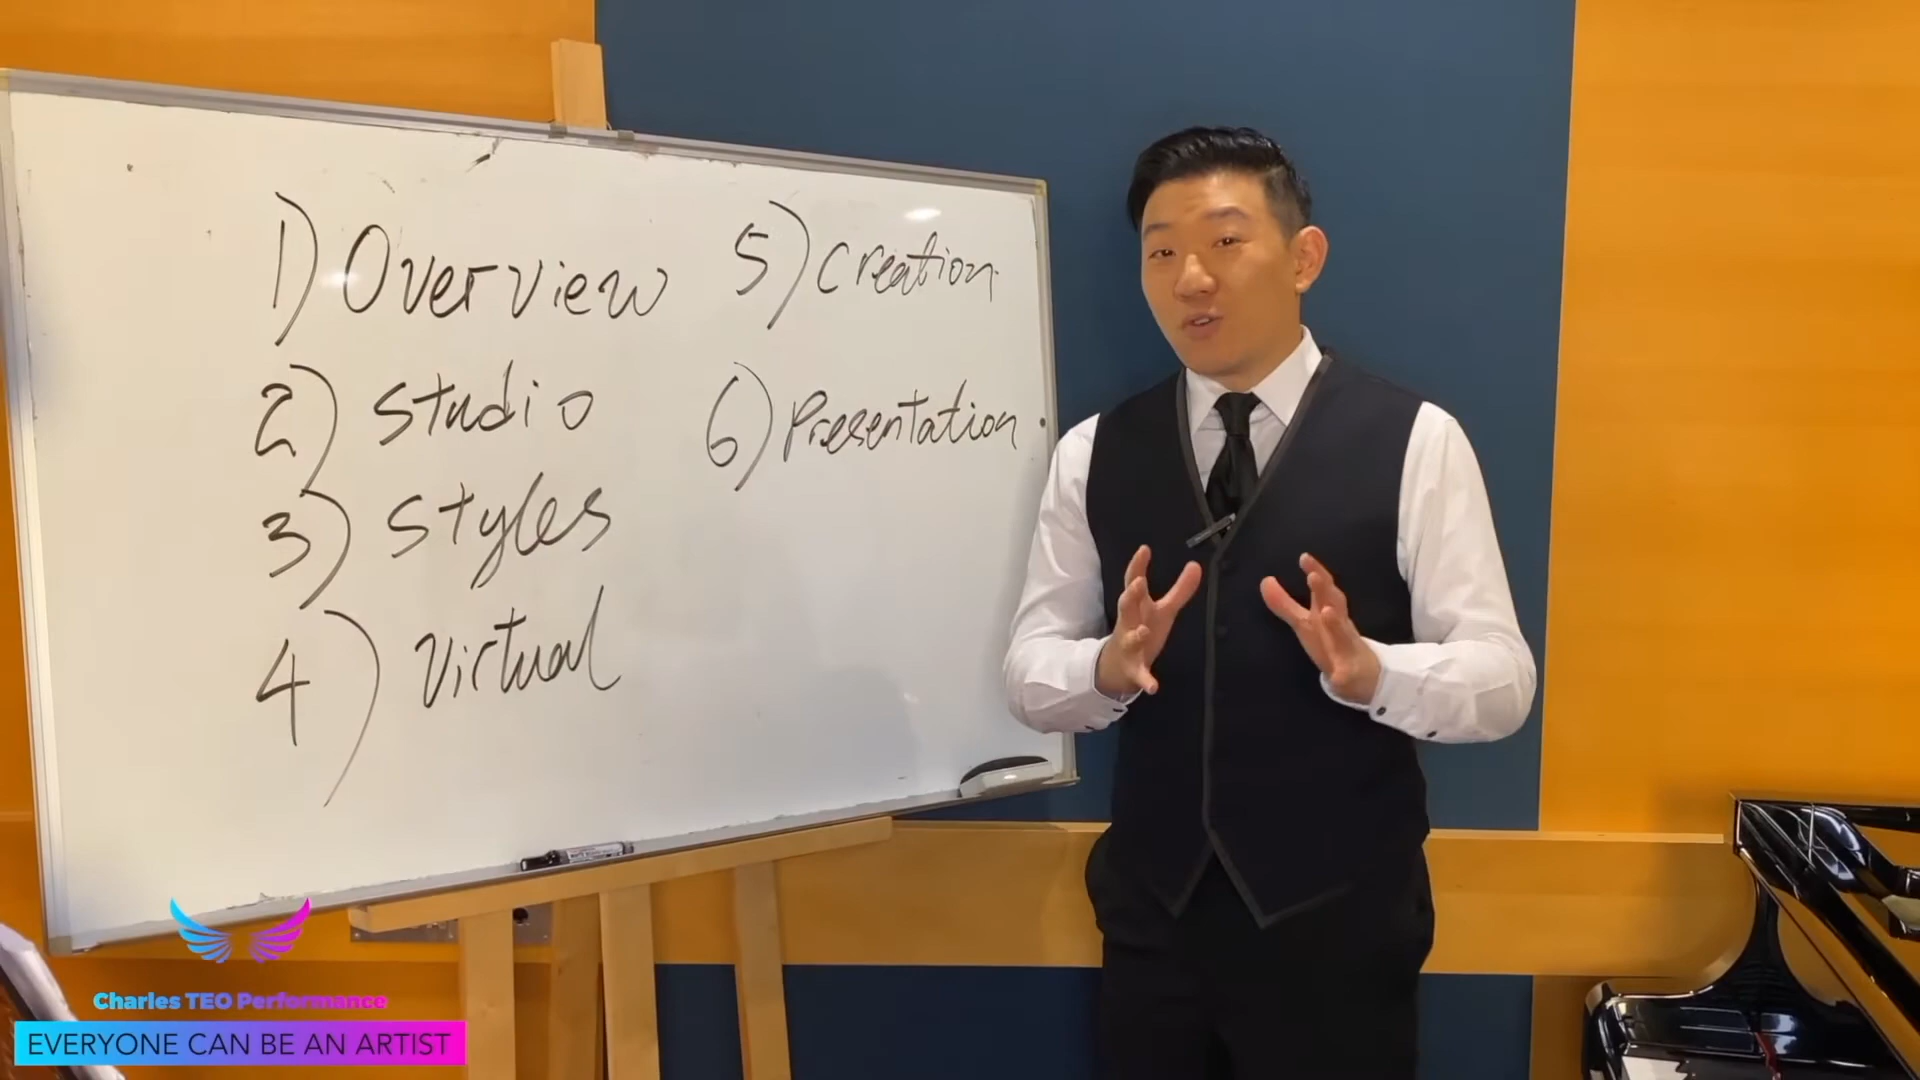 1) Overview
2) Studio
3) Styles
4) Virtual
5) Creation.
6) Presentation.
Charles TEO Performance
EVERYONE CAN BE AN ARTIST